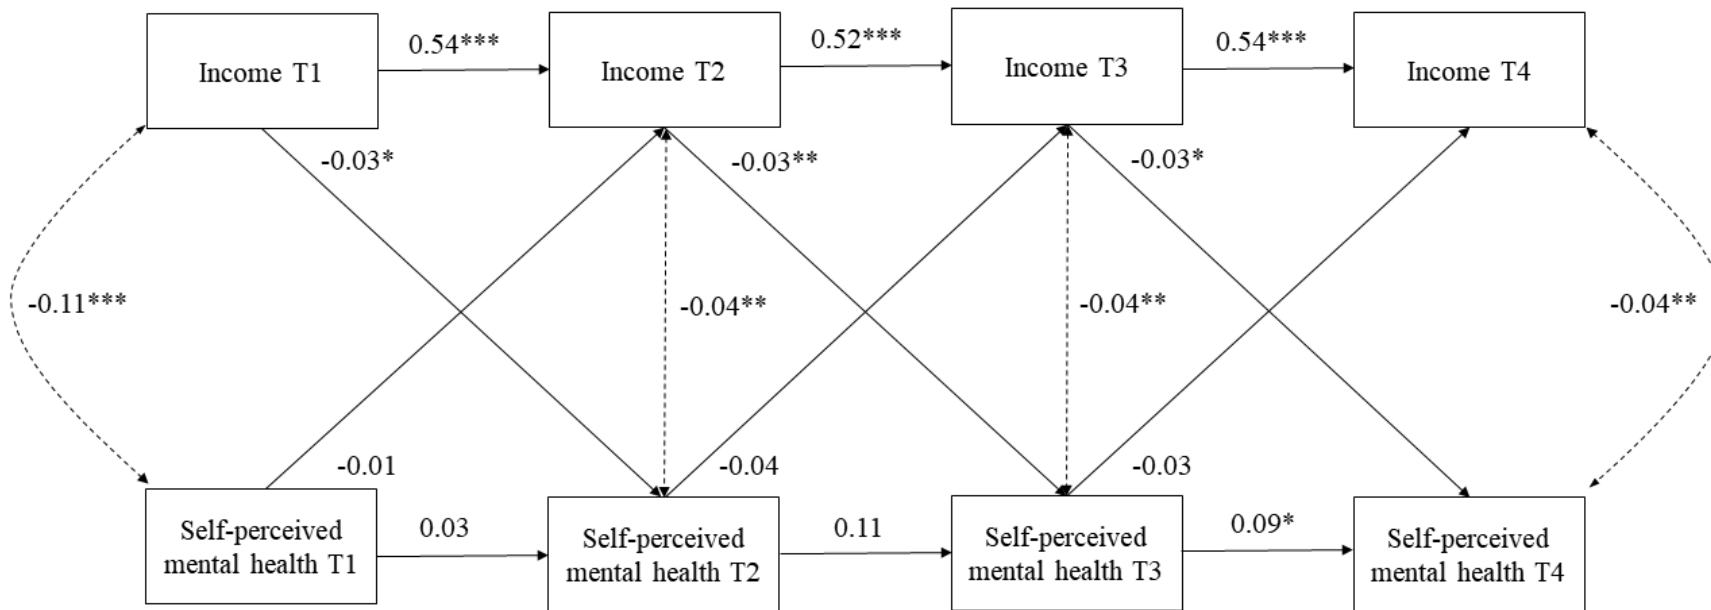 0.54***
0.52***
0.54***
Income T1
Income T2
Income T3
Income T4
-0.03*
-0.03**
-0.03*
-0.11***
-0.04**
-0.04**
-0.04**
-0.01
-0.04
-0.03
Self-perceived
mental health T1
0.03
Self-perceived
mental health T2
0.11
Self-perceived
mental health T3
0.09*
Self-perceived
mental health T4